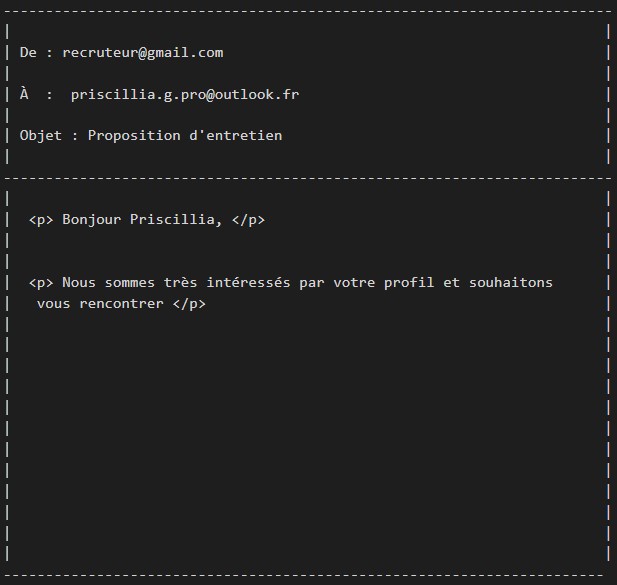 De : recruteur@gmail.com
À : priscillia.g.pro@outlook.fr
Objet : Proposition d'entretien
<p> Bonjour Priscillia, </p>
<p> Nous sommes très intéressés par votre profil et souhaitons
vous rencontrer </p>